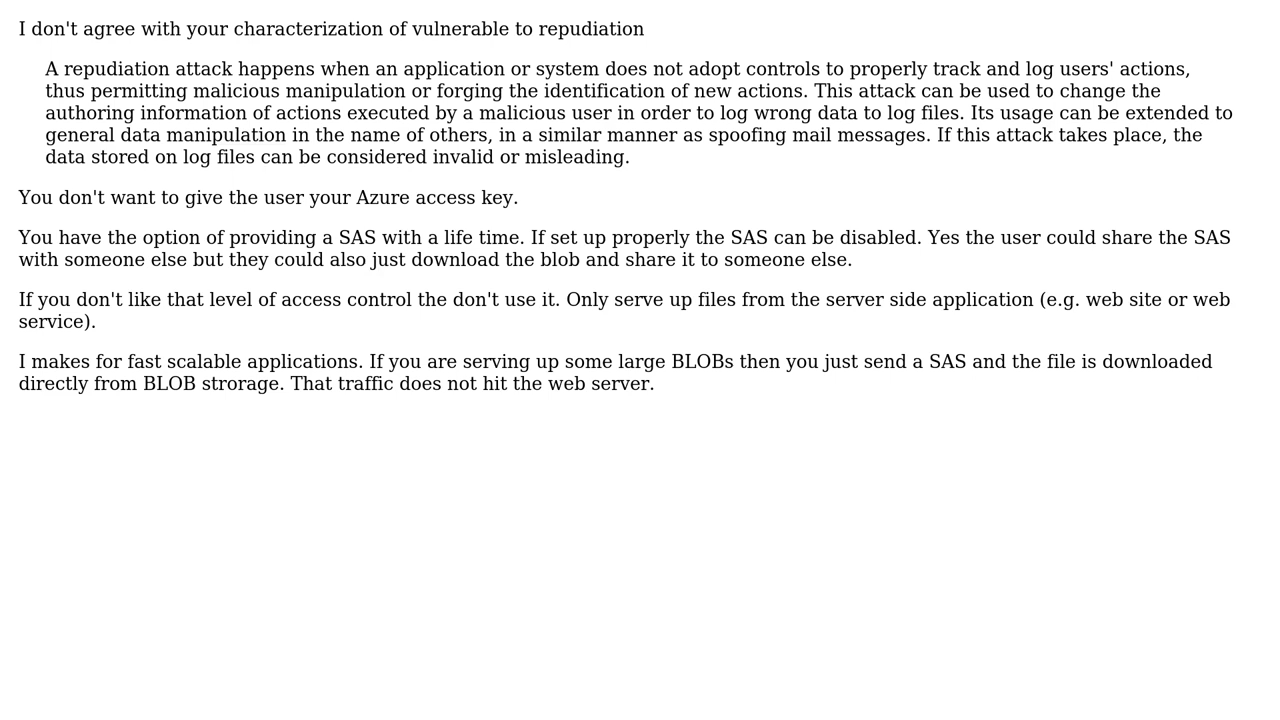 I don't agree with your characterization of vulnerable to repudiation
A repudiation attack happens when an application or system does not adopt controls to properly track and log users' actions,
thus permitting malicious manipulation or forging the identification of new actions. This attack can be used to change the
authoring information of actions executed by a malicious user in order to log wrong data to log files. Its usage can be extended to
general data manipulation in the name of others, in a similar manner as spoofing mail messages. If this attack takes place, the
data stored on log files can be considered invalid or misleading.
You don't want to give the user your Azure access key.
You have the option of providing a SAS with a life time. If set up properly the SAS can be disabled. Yes the user could share the SAS
with someone else but they could also just download the blob and share it to someone else.
If you don't like that level of access control the don't use it. Only serve up files from the server side application (e.g. web site or web
service).
I makes for fast scalable applications. If you are serving up some large BLOBs then you just send a SAS and the file is downloaded
directly from BLOB strorage. That traffic does not hit the web server.